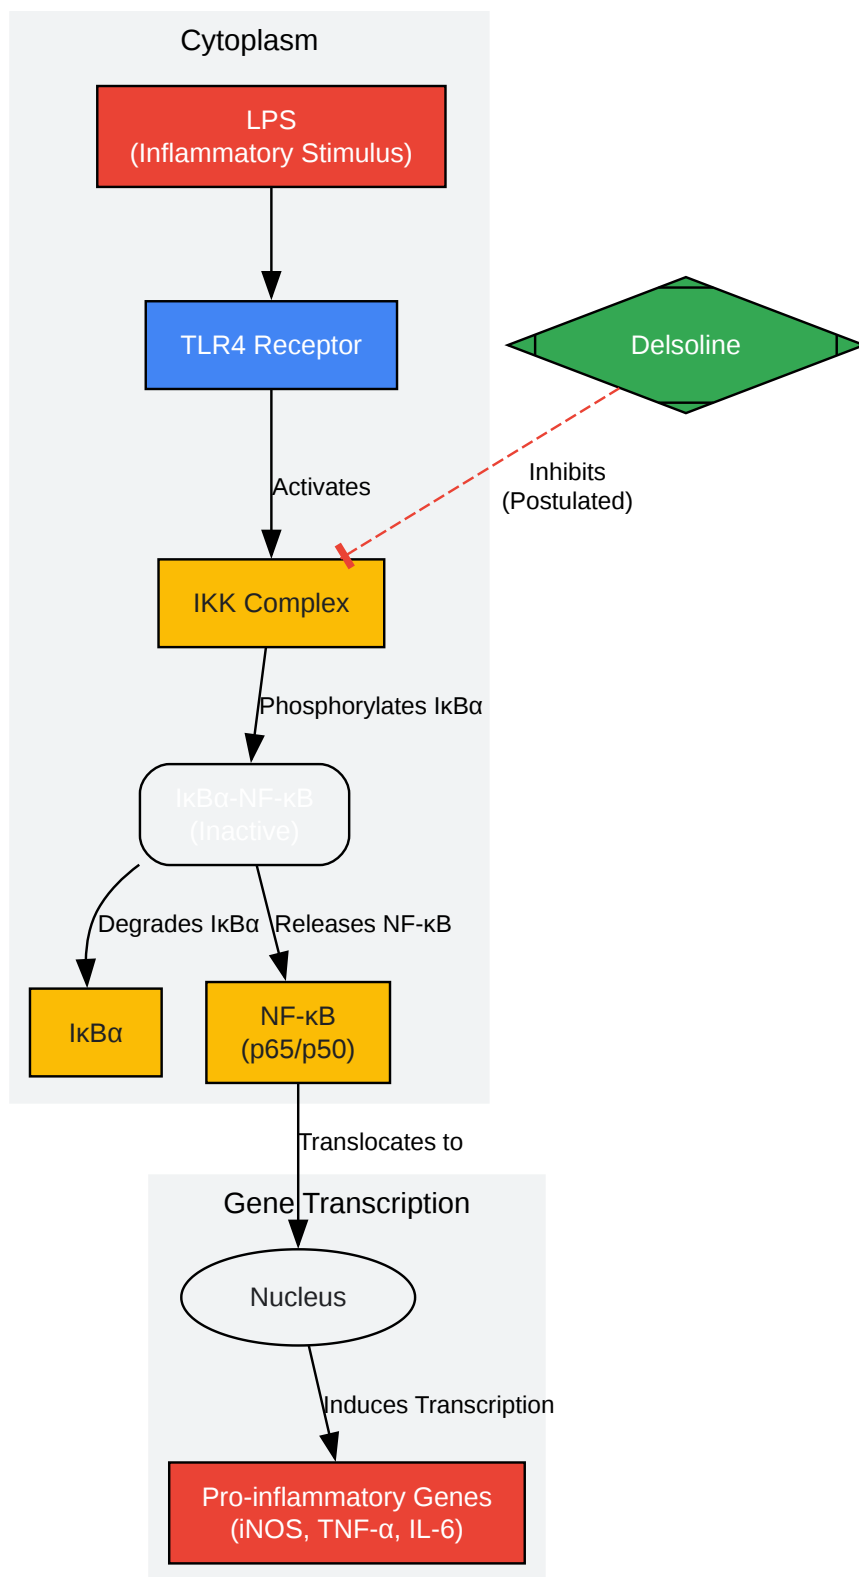 Cytoplasm
LPS
(Inflammatory Stimulus)
TLR4 Receptor
Delsoline
Inhibits
(Postulated)
Activates
IKK Complex
Phosphorylates IκBα
IκBα-NF-κB
(Inactive)
Degrades IκBα
Releases NF-κB
IκBα
NF-κB
(p65/p50)
Translocates to
Gene Transcription
Nucleus
Induces Transcription
Pro-inflammatory Genes
(iNOS, TNF-α, IL-6)